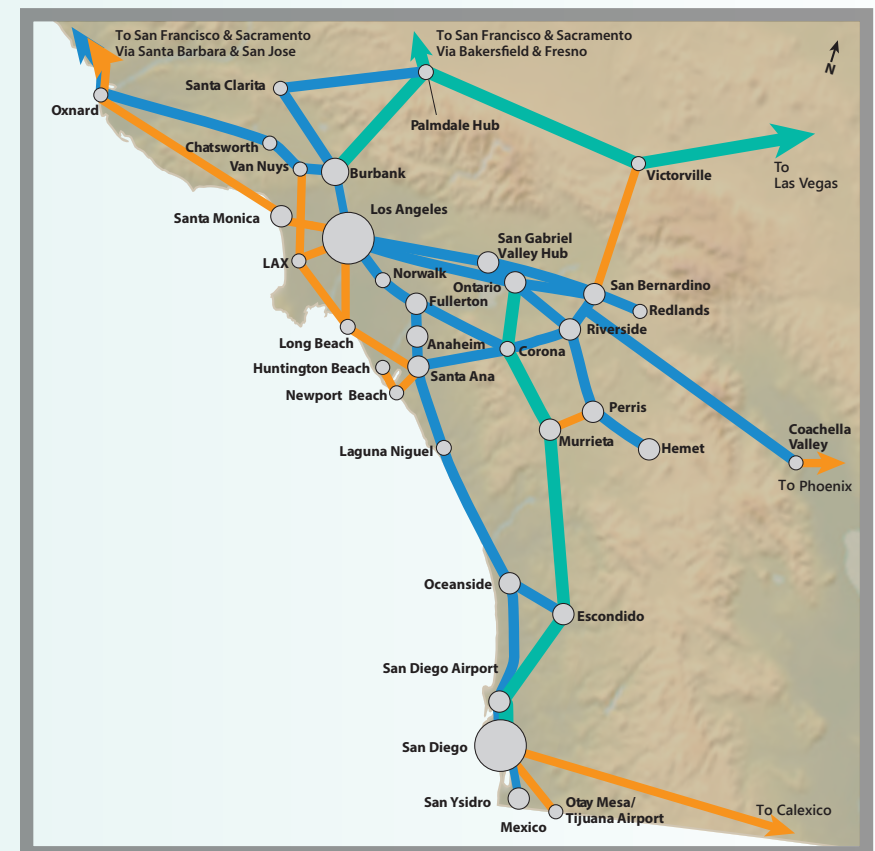 To San Francisco & Sacramento
Via Santa Barbara & San Jose
To San Francisco & Sacramento
Via Bakersfield & Fresno
N
Santa Clarita
Oxnard
Palmdale Hub
Chatsworth
Van Nuys
Burbank
Victorville
To
Las Vegas
Santa Monica
Los Angeles
LAX
San Gabriel
Valley Hub
Norwalk
Ontario
San Bernardino
Fullerton
Redlands
Riverside
Long Beach
Anaheim
Corona
Huntington Beach
Santa Ana
Newport Beach
Perris
Murrieta
Hemet
Laguna Niguel
Coachella
Valley
To Phoenix
Oceanside
Escondido
San Diego Airport
San Diego
San Ysidro
Otay Mesa/
Tijuana Airport
Mexico
To Calexico